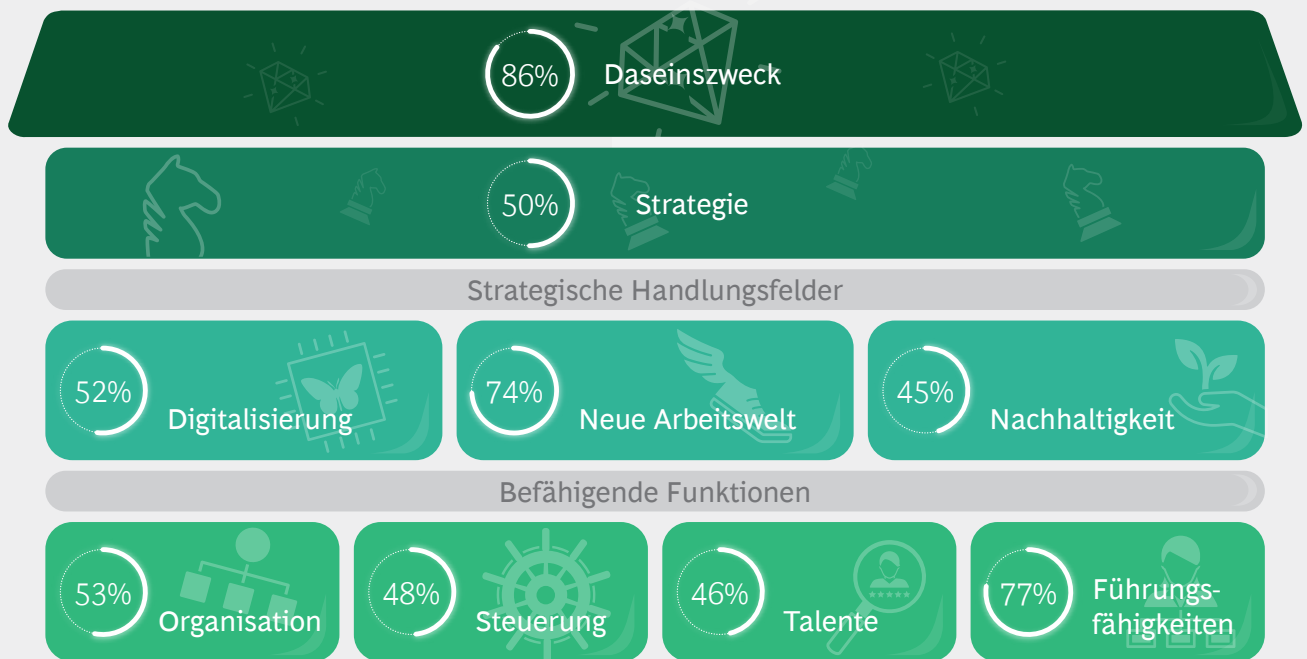 86% Daseinszweck
50% Strategie
Strategische Handlungsfelder
52% Digitalisierung
74% Neue Arbeitswelt
45% Nachhaltigkeit
Befähigende Funktionen
53% Organisation
48% Steuerung
46% Talente
77% Führungs-
fähigkeiten